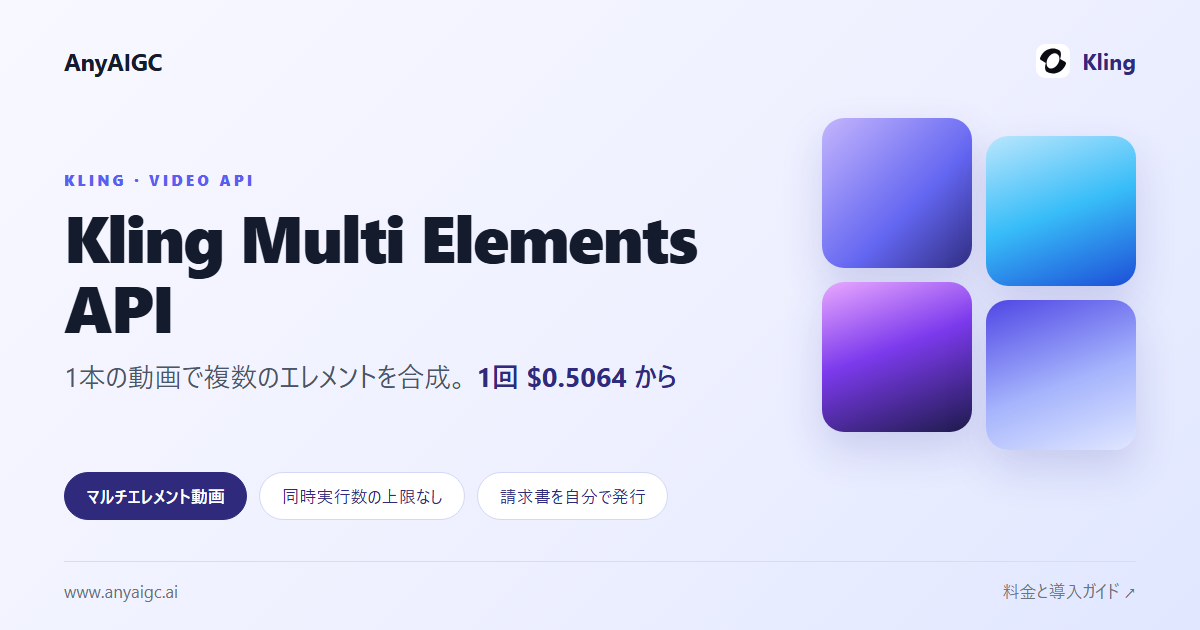 AnyAIGC
Kling
KLING · VIDEO API
Kling Multi Elements
API
1本の動画で複数のエレメントを合成。1回 $0.5064 から
マルチエレメント動画
同時実行数の上限なし
請求書を自分で発行
www.anyaigc.ai
料金と導入ガイド ↗